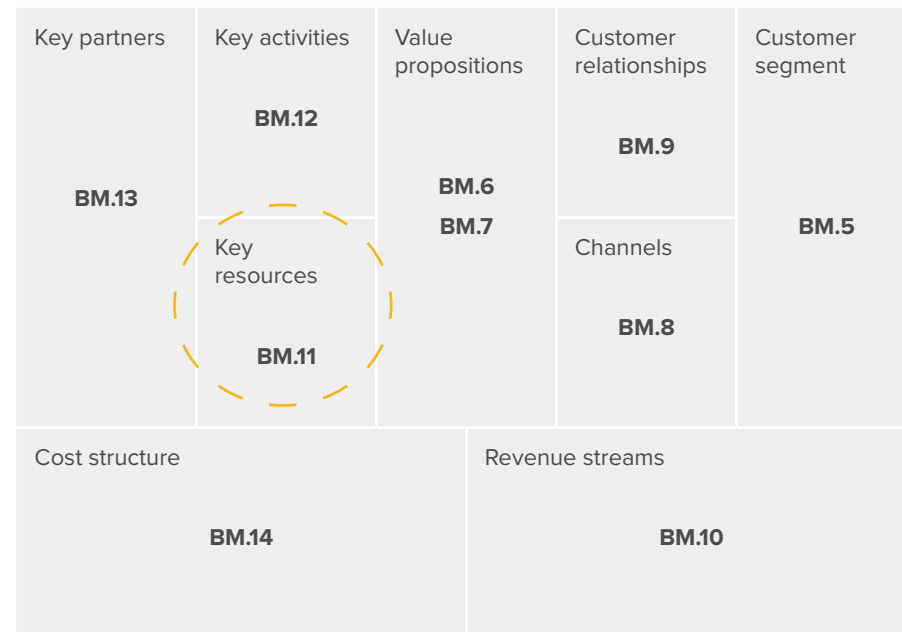 Key partners
BM.13
Key activities
BM.12
Key
resources
BM.11
Value
propositions
BM.6
BM.7
Customer
relationships
BM.9
Channels
BM.8
Customer
segment
BM.5
Cost structure
BM.14
Revenue streams
BM.10